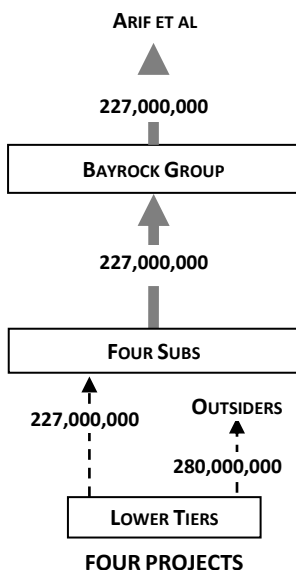 ARIF ET AL
227,000,000
BAYROCK GROUP
227,000,000
FOUR SUBS
OUTSIDERS
227,000,000
280,000,000
LOWER TIERS
FOUR PROJECTS